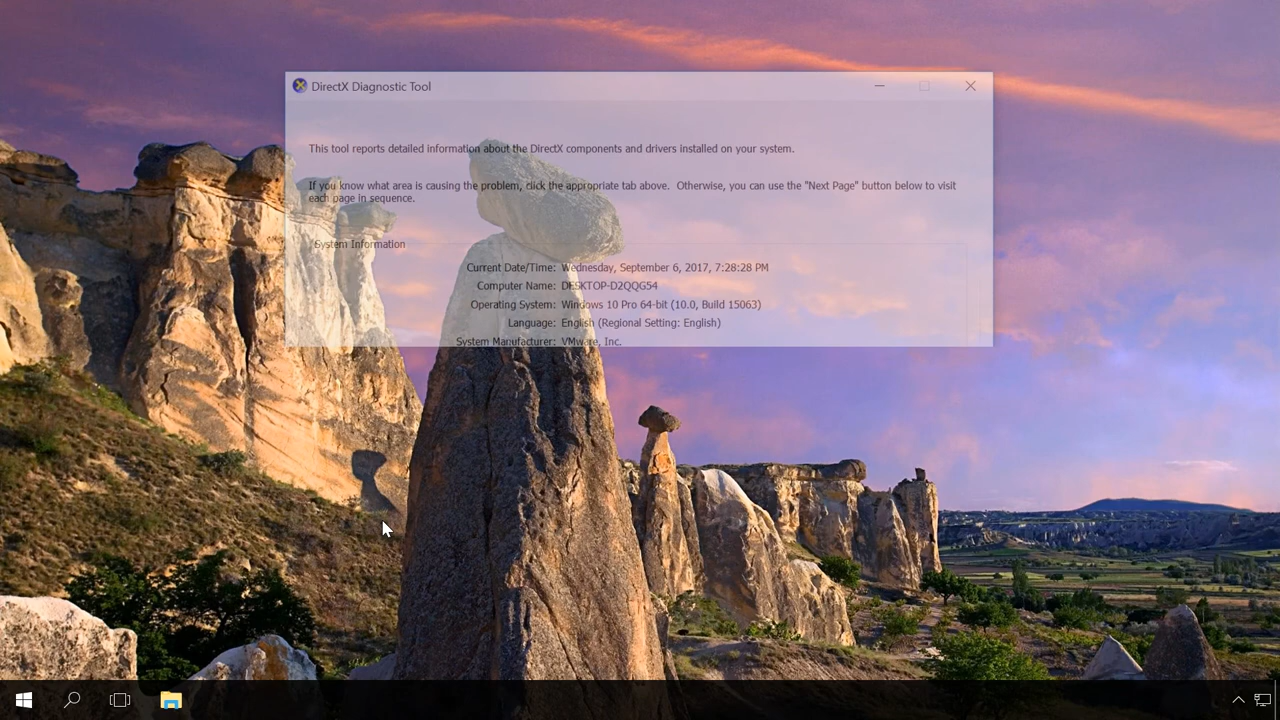 DirectX Diagnostic Tool
This tool reports detailed information about the DirectX components and drivers installed on your system.
If you know what area is causing the problem, click the appropriate tab above.  Otherwise, you can use the "Next Page" button below to visit
each page in sequence.
System Information
Current Date/Time: Wednesday, September 6, 2017, 7:28:28 PM
Computer Name: DESKTOP-D2QQG54
Operating System: Windows 10 Pro 64-bit (10.0, Build 15063)
Language: English (Regional Setting: English)
System Manufacturer: VMware, Inc.